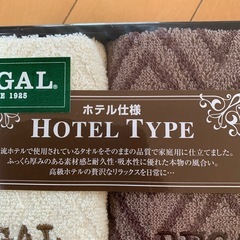 GAL®
E 1925
ホテル仕様
HOTEL TYPE
流ホテルで使用されているタオルをそのままの品質で家庭用に仕立てました。
ふっくら厚みのある素材感と耐久性・吸水性に優れた本物の風合い。
高級ホテルの贅沢なリラックスを日常に…
GAL